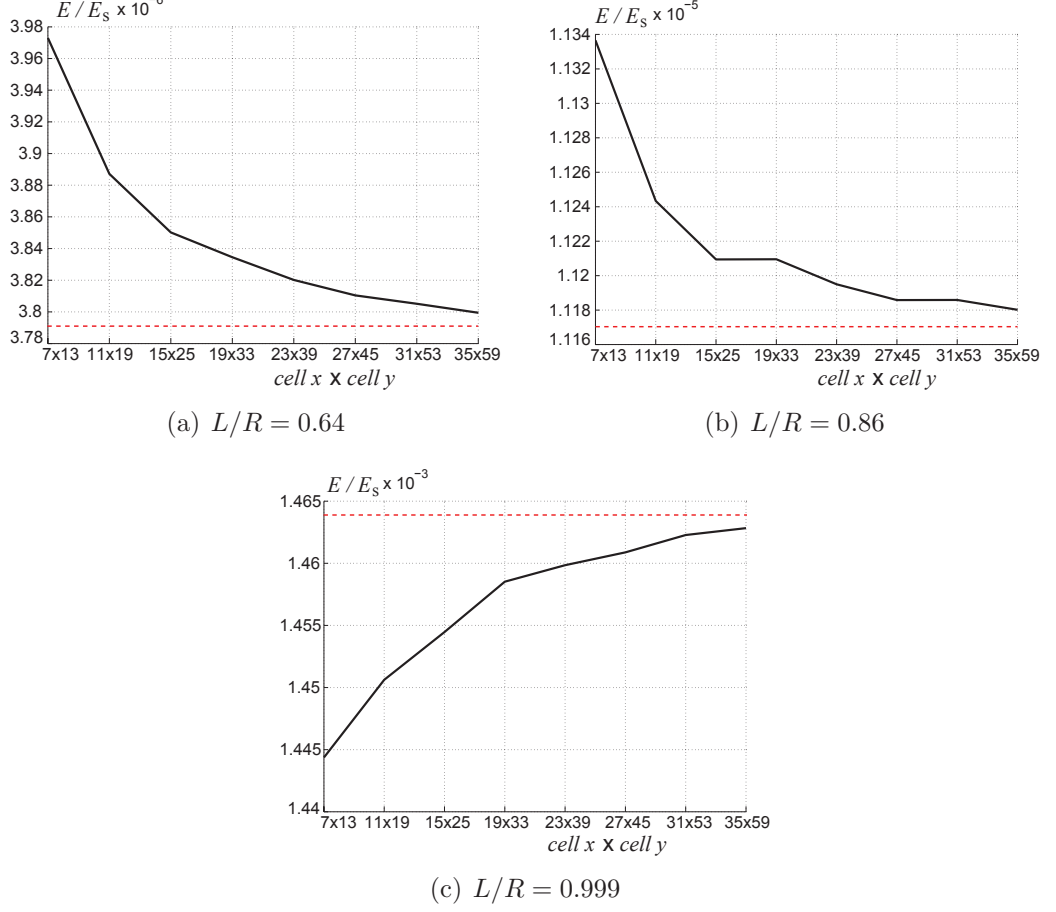 E / Eₛ x 10⁻
3.98
3.96
3.94
3.92
3.9
3.88
3.86
3.84
3.82
3.8
3.78
7x13 11x19 15x25 19x33 23x39 27x45 31x53 35x59
cell x x cell y
(a) L/R = 0.64
E / Eₛ x 10⁻⁵
1.134
1.132
1.13
1.128
1.126
1.124
1.122
1.12
1.118
1.116
7x13 11x19 15x25 19x33 23x39 27x45 31x53 35x59
cell x x cell y
(b) L/R = 0.86
E / Eₛ x 10⁻³
1.465
1.46
1.455
1.45
1.445
1.44
7x13 11x19 15x25 19x33 23x39 27x45 31x53 35x59
cell x x cell y
(c) L/R = 0.999